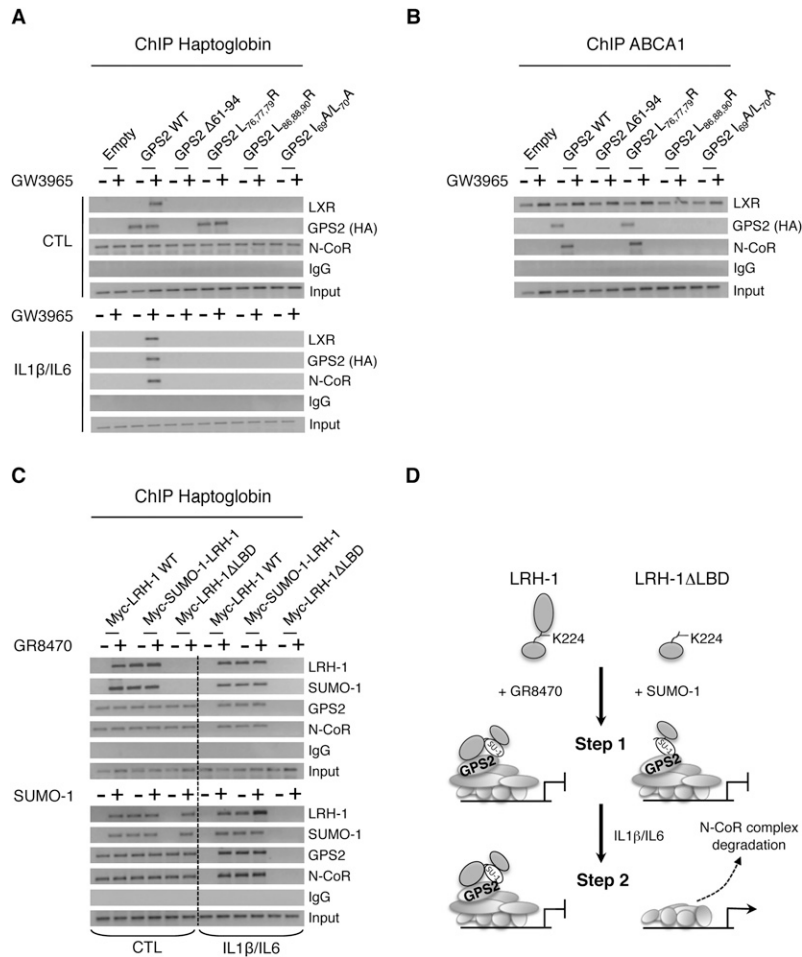 A
ChIP Haptoglobin
Empty
GPS2 WT
GPS2 Δ61-94
GPS2 L76,77,79R
GPS2 L86,88,90R
GPS2 I69A/L70A
GW3965
- + - + - + - + - + - +
CTL
LXR
GPS2 (HA)
N-CoR
IgG
Input
GW3965
- + - + - + - + - + - +
IL1β/IL6
LXR
GPS2 (HA)
N-CoR
IgG
Input
B
ChIP ABCA1
Empty
GPS2 WT
GPS2 Δ61-94
GPS2 L76,77,79R
GPS2 L86,88,90R
GPS2 I69A/L70A
GW3965
- + - + - + - + - + - +
LXR
GPS2 (HA)
N-CoR
IgG
Input
C
ChIP Haptoglobin
Myc-LRH-1 WT
Myc-SUMO-1-LRH-1
Myc-LRH-1ΔLBD
Myc-LRH-1 WT
Myc-SUMO-1-LRH-1
Myc-LRH-1ΔLBD
GR8470
- + - + - + - + - + - +
LRH-1
SUMO-1
GPS2
N-CoR
IgG
Input
SUMO-1
- + - + - + - + - + - +
LRH-1
SUMO-1
GPS2
N-CoR
IgG
Input
CTL
IL1β/IL6
D
LRH-1
LRH-1ΔLBD
K224
K224
+ GR8470
+ SUMO-1
Step 1
SU-1
GPS2
SU-1
GPS2
IL1β/IL6
N-CoR complex
degradation
Step 2
SU-1
GPS2